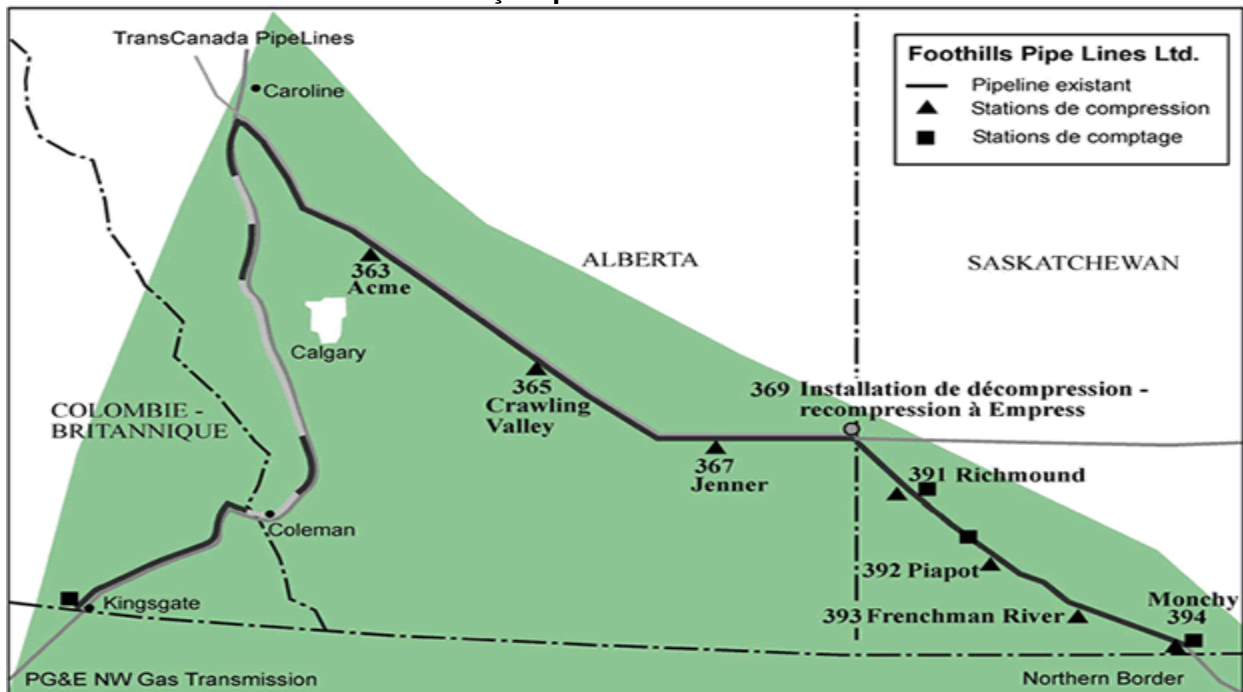 TransCanada PipeLines
Caroline
Foothills Pipe Lines Ltd.
Pipeline existant
Stations de compression
Stations de comptage
363
Acme
ALBERTA
SASKATCHEWAN
Calgary
365
Crawling
Valley
369 Installation de décompression -
recompression à Empress
COLOMBIE -
BRITANNIQUE
367
Jenner
391 Richmound
Coleman
392 Piapot
Kingsgate
393 Frenchman River
Monchy
394
PG&E NW Gas Transmission
Northern Border